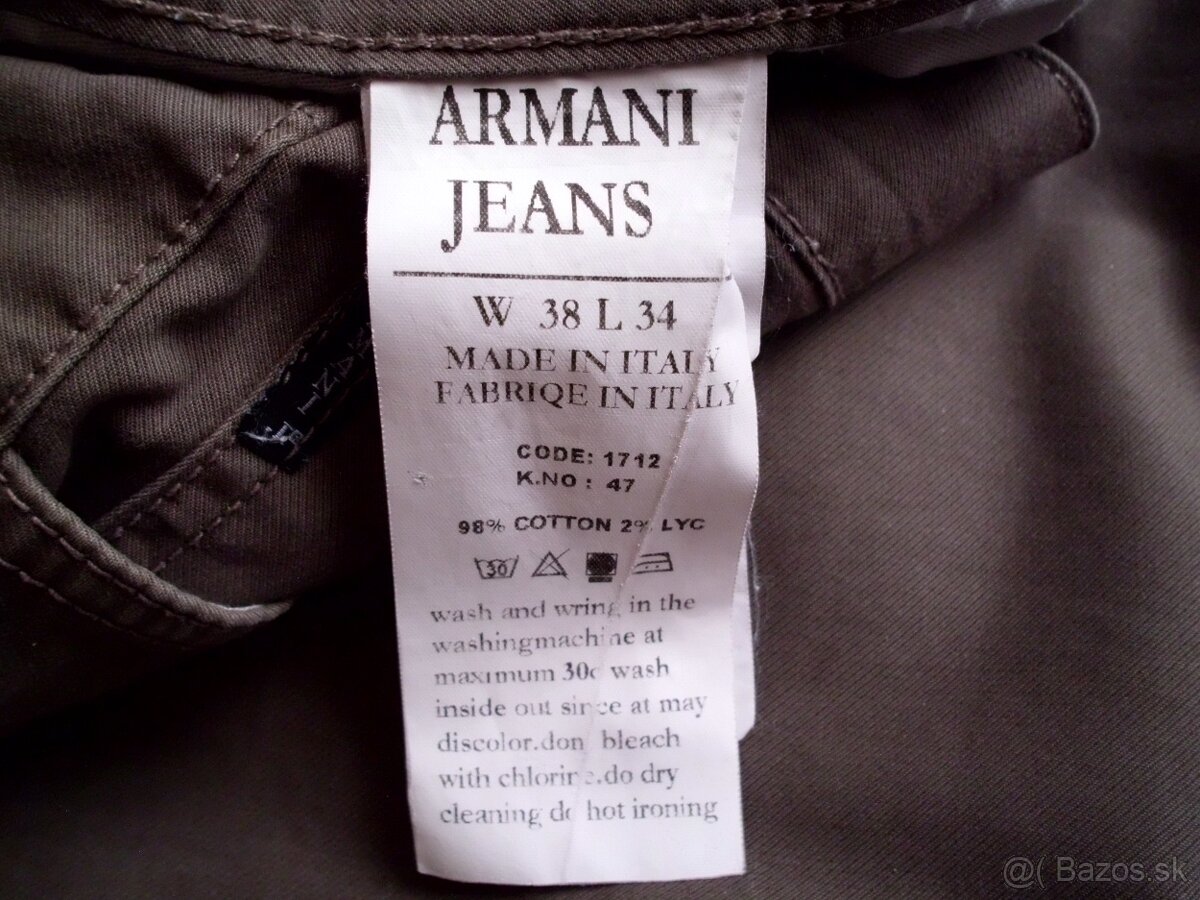 ARMANI
JEANS
W 38 L 34
MADE IN ITALY
FABRIQE IN ITALY
CODE: 1712
K.NO : 47
98% COTTON 2% LYC
30
wash and wring in the
washingmachine at
maximum 30c wash
inside out since at may
discolor.don bleach
with chlorine.do dry
cleaning do hot ironing
@( Bazos.sk